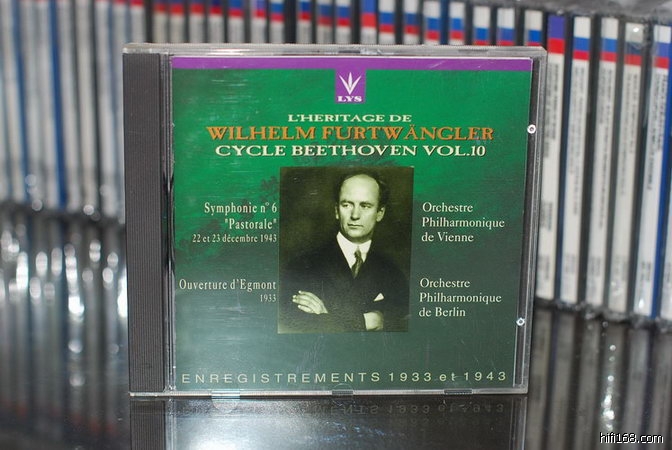 LYS
L'HERITAGE DE
WILHELM FURTWÄNGLER
CYCLE BEETHOVEN VOL.10
Symphonie n° 6
"Pastorale"
22 et 23 décembre 1943
Orchestre
Philharmonique
de Vienne
Ouverture d'Egmont
1933
Orchestre
Philharmonique
de Berlin
ENREGISTREMENTS 1933 et 1943
hifi168.com